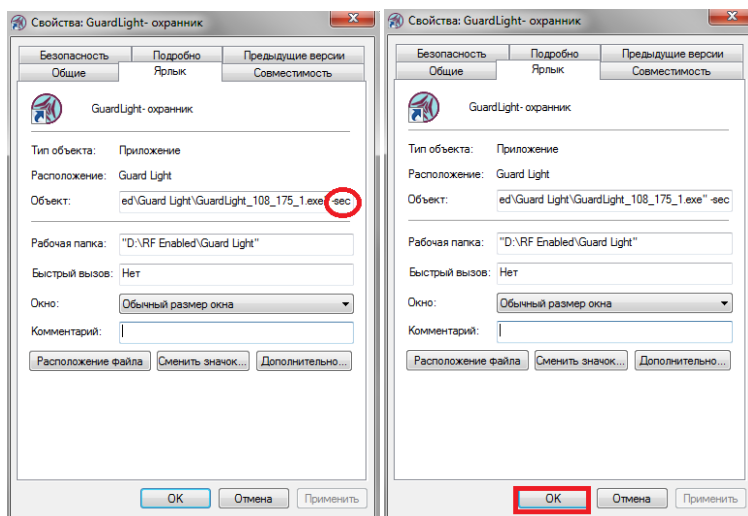 Свойства: GuardLight- охранник
Безопасность Подробно Предыдущие версии
Общие Ярлык Совместимость
GuardLight- охранник
Тип объекта: Приложение
Расположение: Guard Light
Объект: ed\Guard Light\GuardLight_108_175_1.exe" -sec
Рабочая папка: "D:\RF Enabled\Guard Light"
Быстрый вызов: Нет
Окно: Обычный размер окна
Комментарий:
Расположение файла Сменить значок... Дополнительно...
OK Отмена Применить
Свойства: GuardLight- охранник
Безопасность Подробно Предыдущие версии
Общие Ярлык Совместимость
GuardLight- охранник
Тип объекта: Приложение
Расположение: Guard Light
Объект: ed\Guard Light\GuardLight_108_175_1.exe" -sec
Рабочая папка: "D:\RF Enabled\Guard Light"
Быстрый вызов: Нет
Окно: Обычный размер окна
Комментарий:
Расположение файла Сменить значок... Дополнительно...
OK Отмена Применить